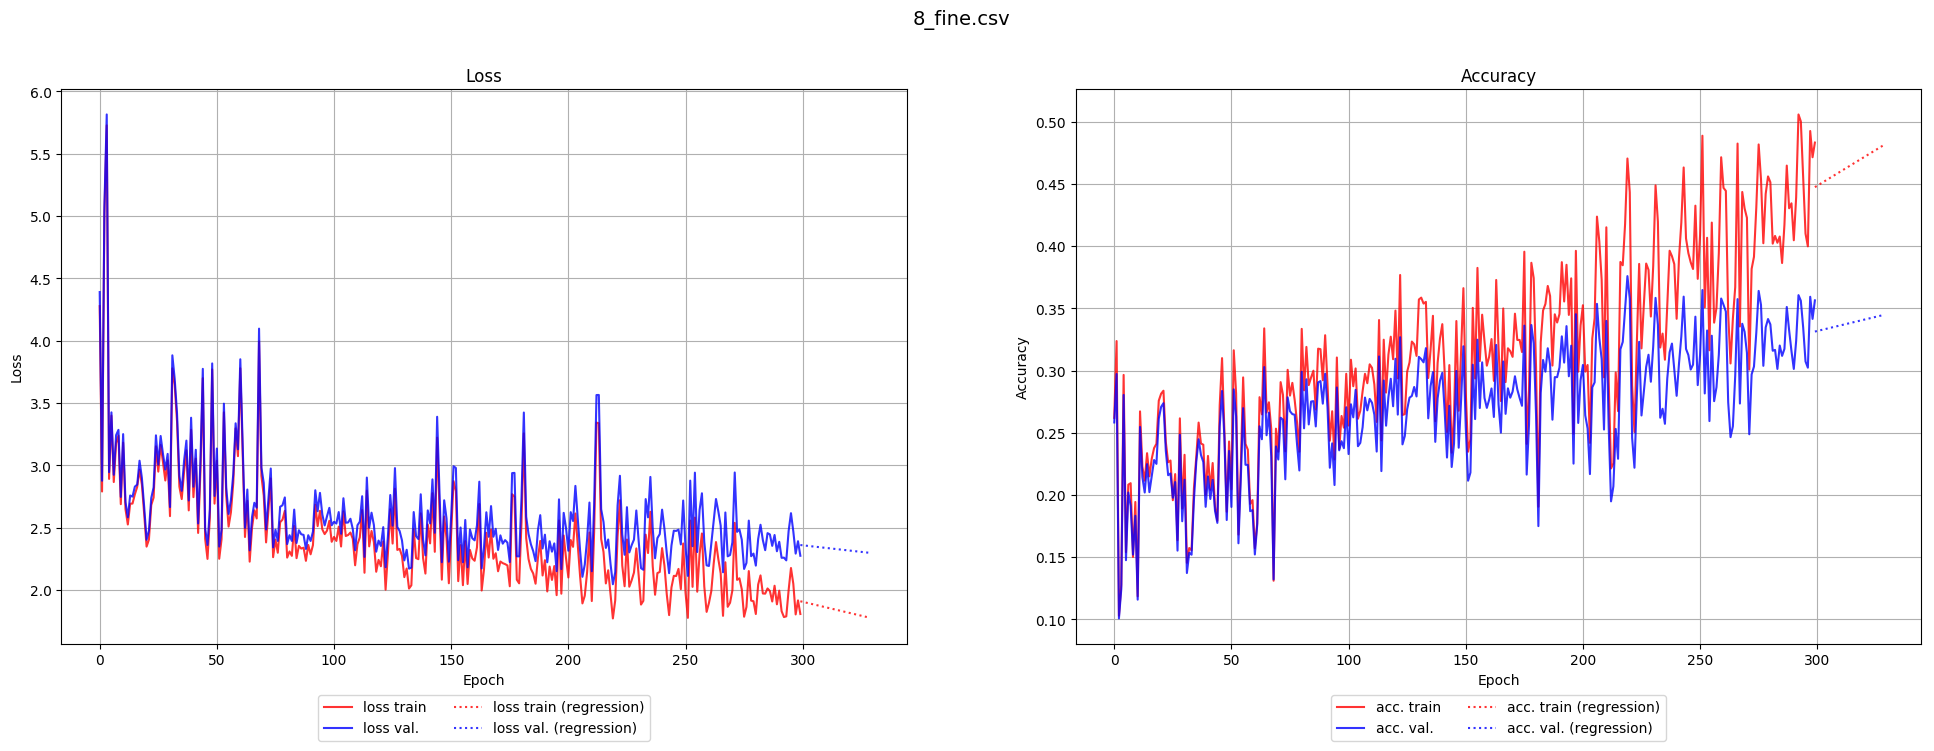 8_fine.csv
Loss
6.0
5.5
5.0
4.5
4.0
3.5
3.0
2.5
2.0
Loss
0 50 100 150 200 250 300
Epoch
loss train loss train (regression)
loss val. loss val. (regression)
Accuracy
0.50
0.45
0.40
0.35
0.30
0.25
0.20
0.15
0.10
Accuracy
0 50 100 150 200 250 300
Epoch
acc. train acc. train (regression)
acc. val. acc. val. (regression)